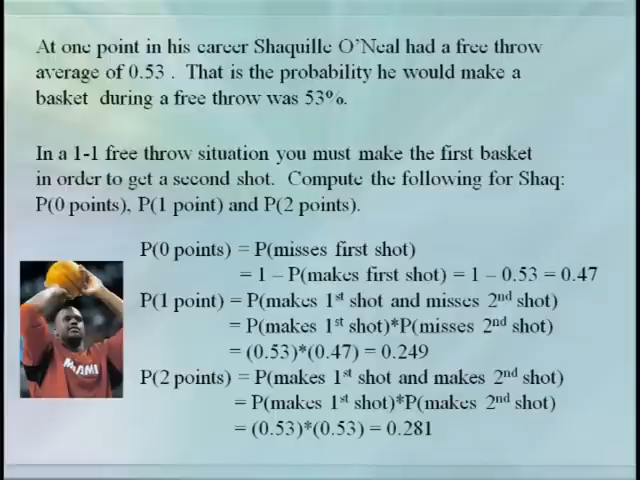 At one point in his career Shaquille O'Neal had a free throw
average of 0.53 . That is the probability he would make a
basket during a free throw was 53%.
In a 1-1 free throw situation you must make the first basket
in order to get a second shot. Compute the following for Shaq:
P(0 points), P(1 point) and P(2 points).
P(0 points) = P(misses first shot)
= 1 – P(makes first shot) = 1 – 0.53 = 0.47
P(1 point) = P(makes 1st shot and misses 2nd shot)
= P(makes 1st shot)*P(misses 2nd shot)
= (0.53)*(0.47) = 0.249
P(2 points) = P(makes 1st shot and makes 2nd shot)
= P(makes 1st shot)*P(makes 2nd shot)
= (0.53)*(0.53) = 0.281
MIAMI